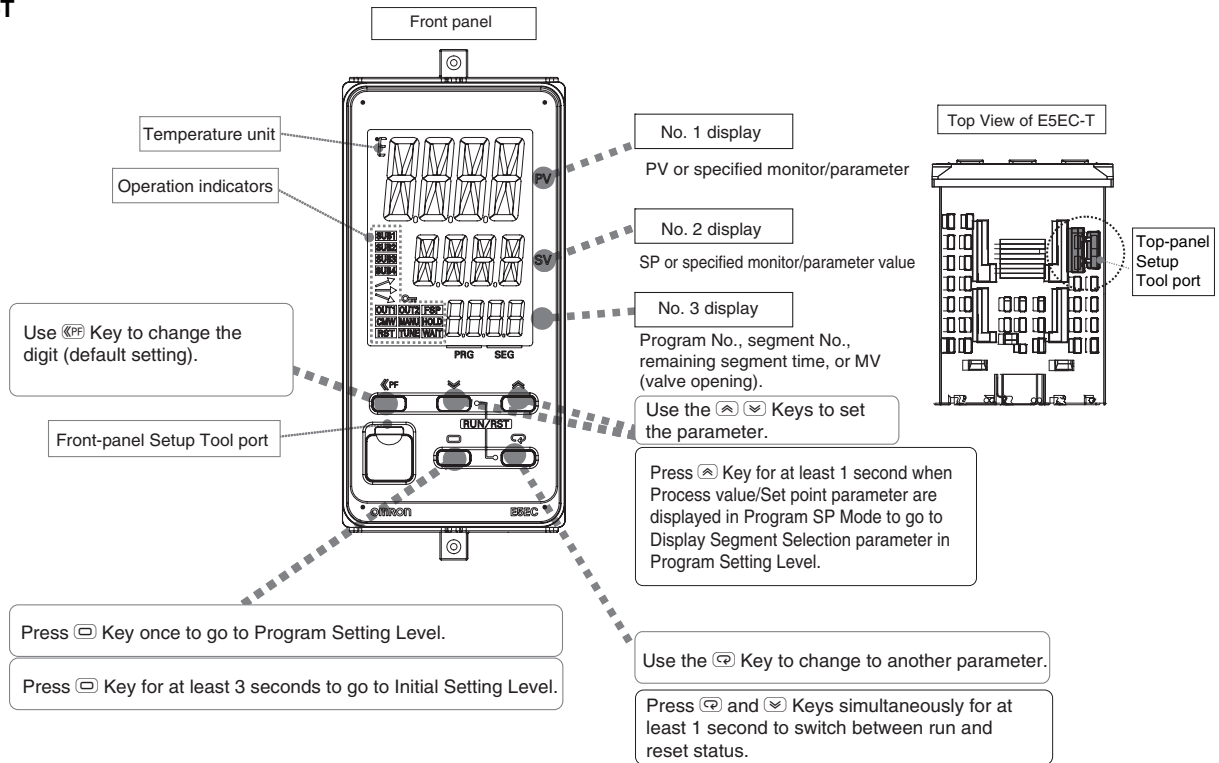 T
Front panel
Temperature unit
Operation indicators
No. 1 display
PV or specified monitor/parameter
No. 2 display
SP or specified monitor/parameter value
No. 3 display
Program No., segment No.,
remaining segment time, or MV
(valve opening).
Top View of E5EC-T
Top-panel
Setup
Tool port
PV
SV
SUB1
SUB2
SUB3
SUB4
OUT1 OUT2 FSP
CMW MANU HOLD
RST TUNE WAIT
PRG SEG
PF
RUN/RST
omron E5EC
Use PF Key to change the
digit (default setting).
Front-panel Setup Tool port
Use the Keys to set
the parameter.
Press Key for at least 1 second when
Process value/Set point parameter are
displayed in Program SP Mode to go to
Display Segment Selection parameter in
Program Setting Level.
Press Key once to go to Program Setting Level.
Press Key for at least 3 seconds to go to Initial Setting Level.
Use the Key to change to another parameter.
Press and Keys simultaneously for at
least 1 second to switch between run and
reset status.